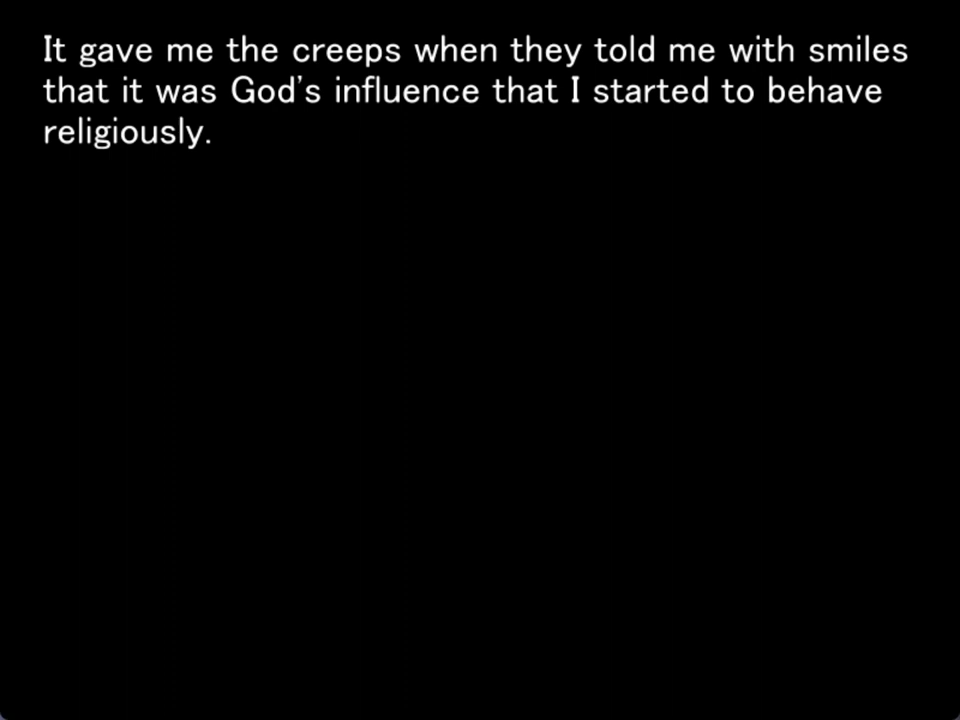 It gave me the creeps when they told me with smiles
that it was God's influence that I started to behave
religiously.